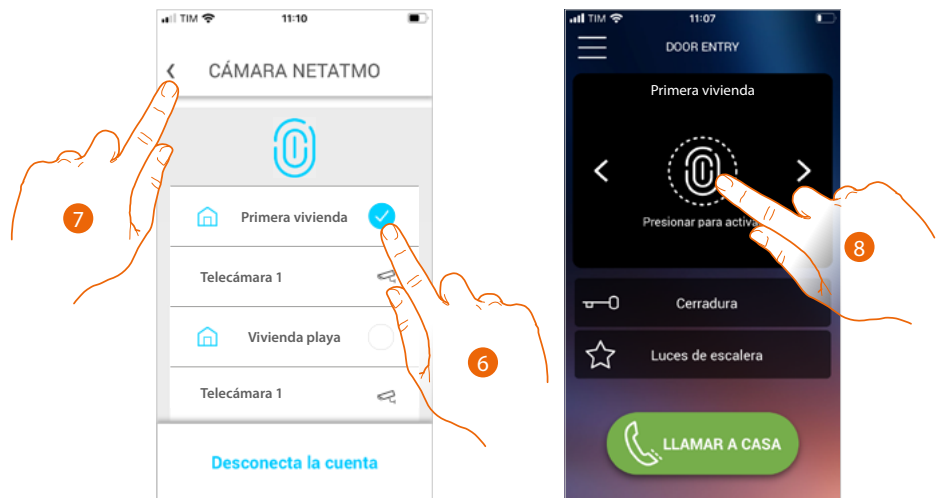 TIM 11:10
CÁMARA NETATMO
Primera vivienda
Telecámara 1
Vivienda playa
Telecámara 1
Desconecta la cuenta
7
6
TIM 11:07
DOOR ENTRY
Primera vivienda
Presionar para activa
Cerradura
Luces de escalera
LLAMAR A CASA
8